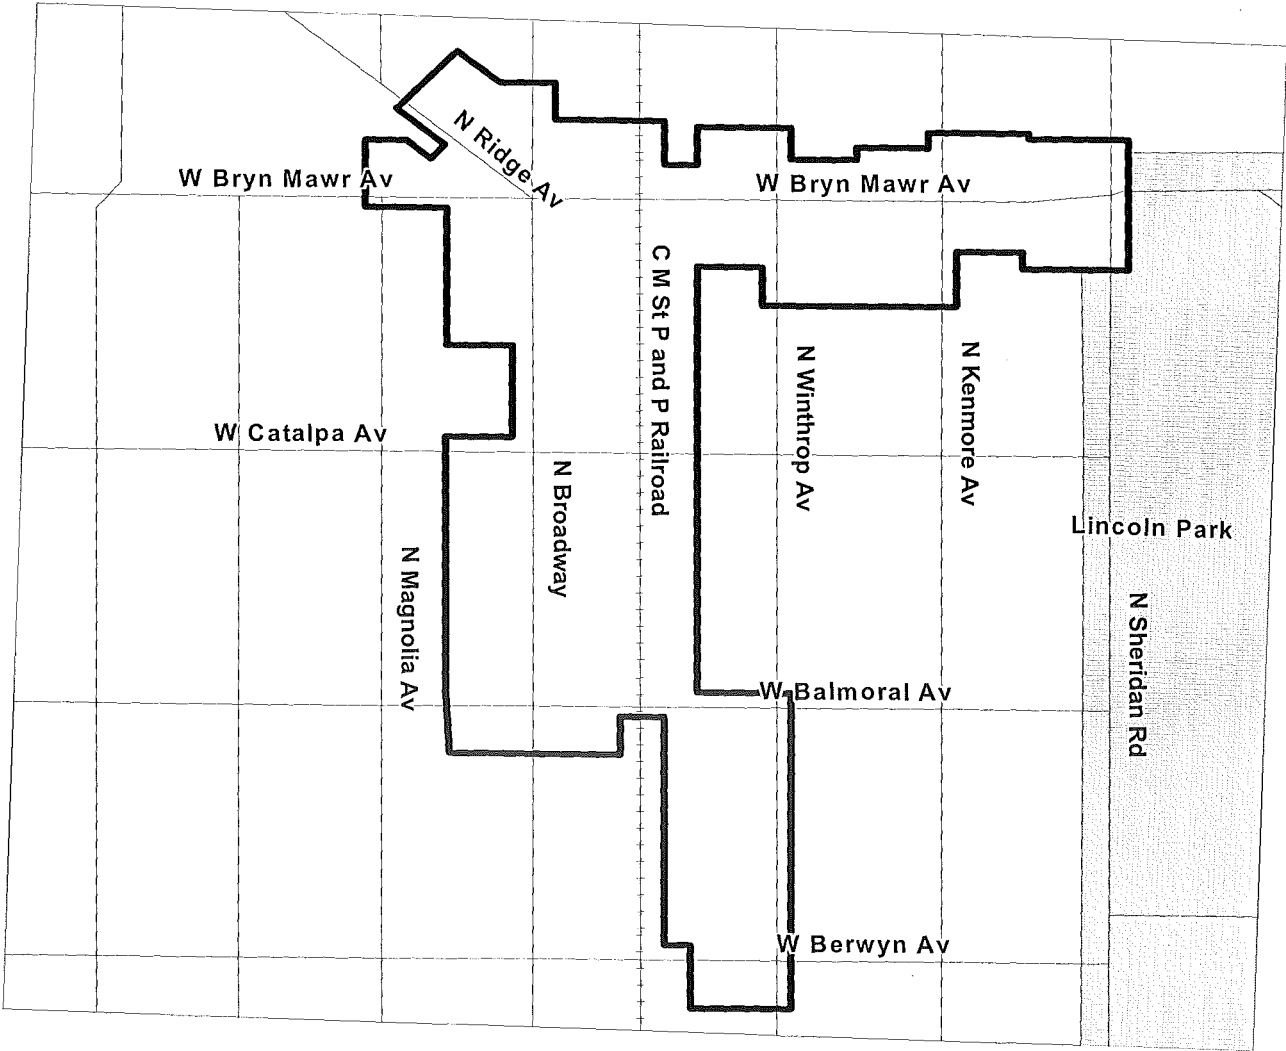 N Ridge Av
W Bryn Mawr Av
W Bryn Mawr Av
C M St P and P Railroad
N Winthrop Av
N Kenmore Av
W Catalpa Av
N Broadway
Lincoln Park
N Magnolia Av
N Sheridan Rd
W Balmoral Av
W Berwyn Av